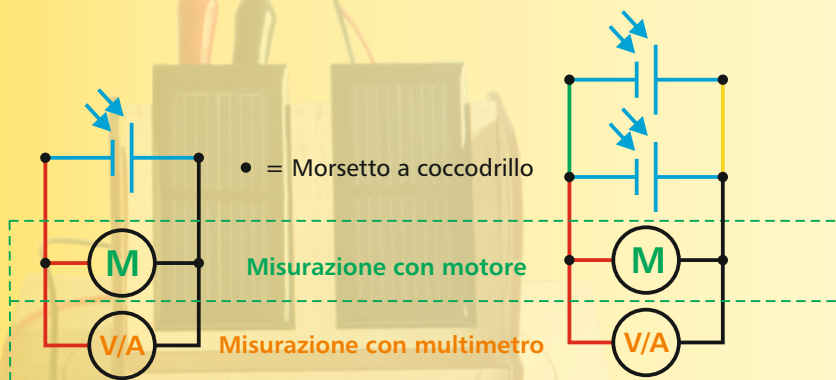 • = Morsetto a coccodrillo
M
Misurazione con motore
M
V/A
Misurazione con multimetro
V/A